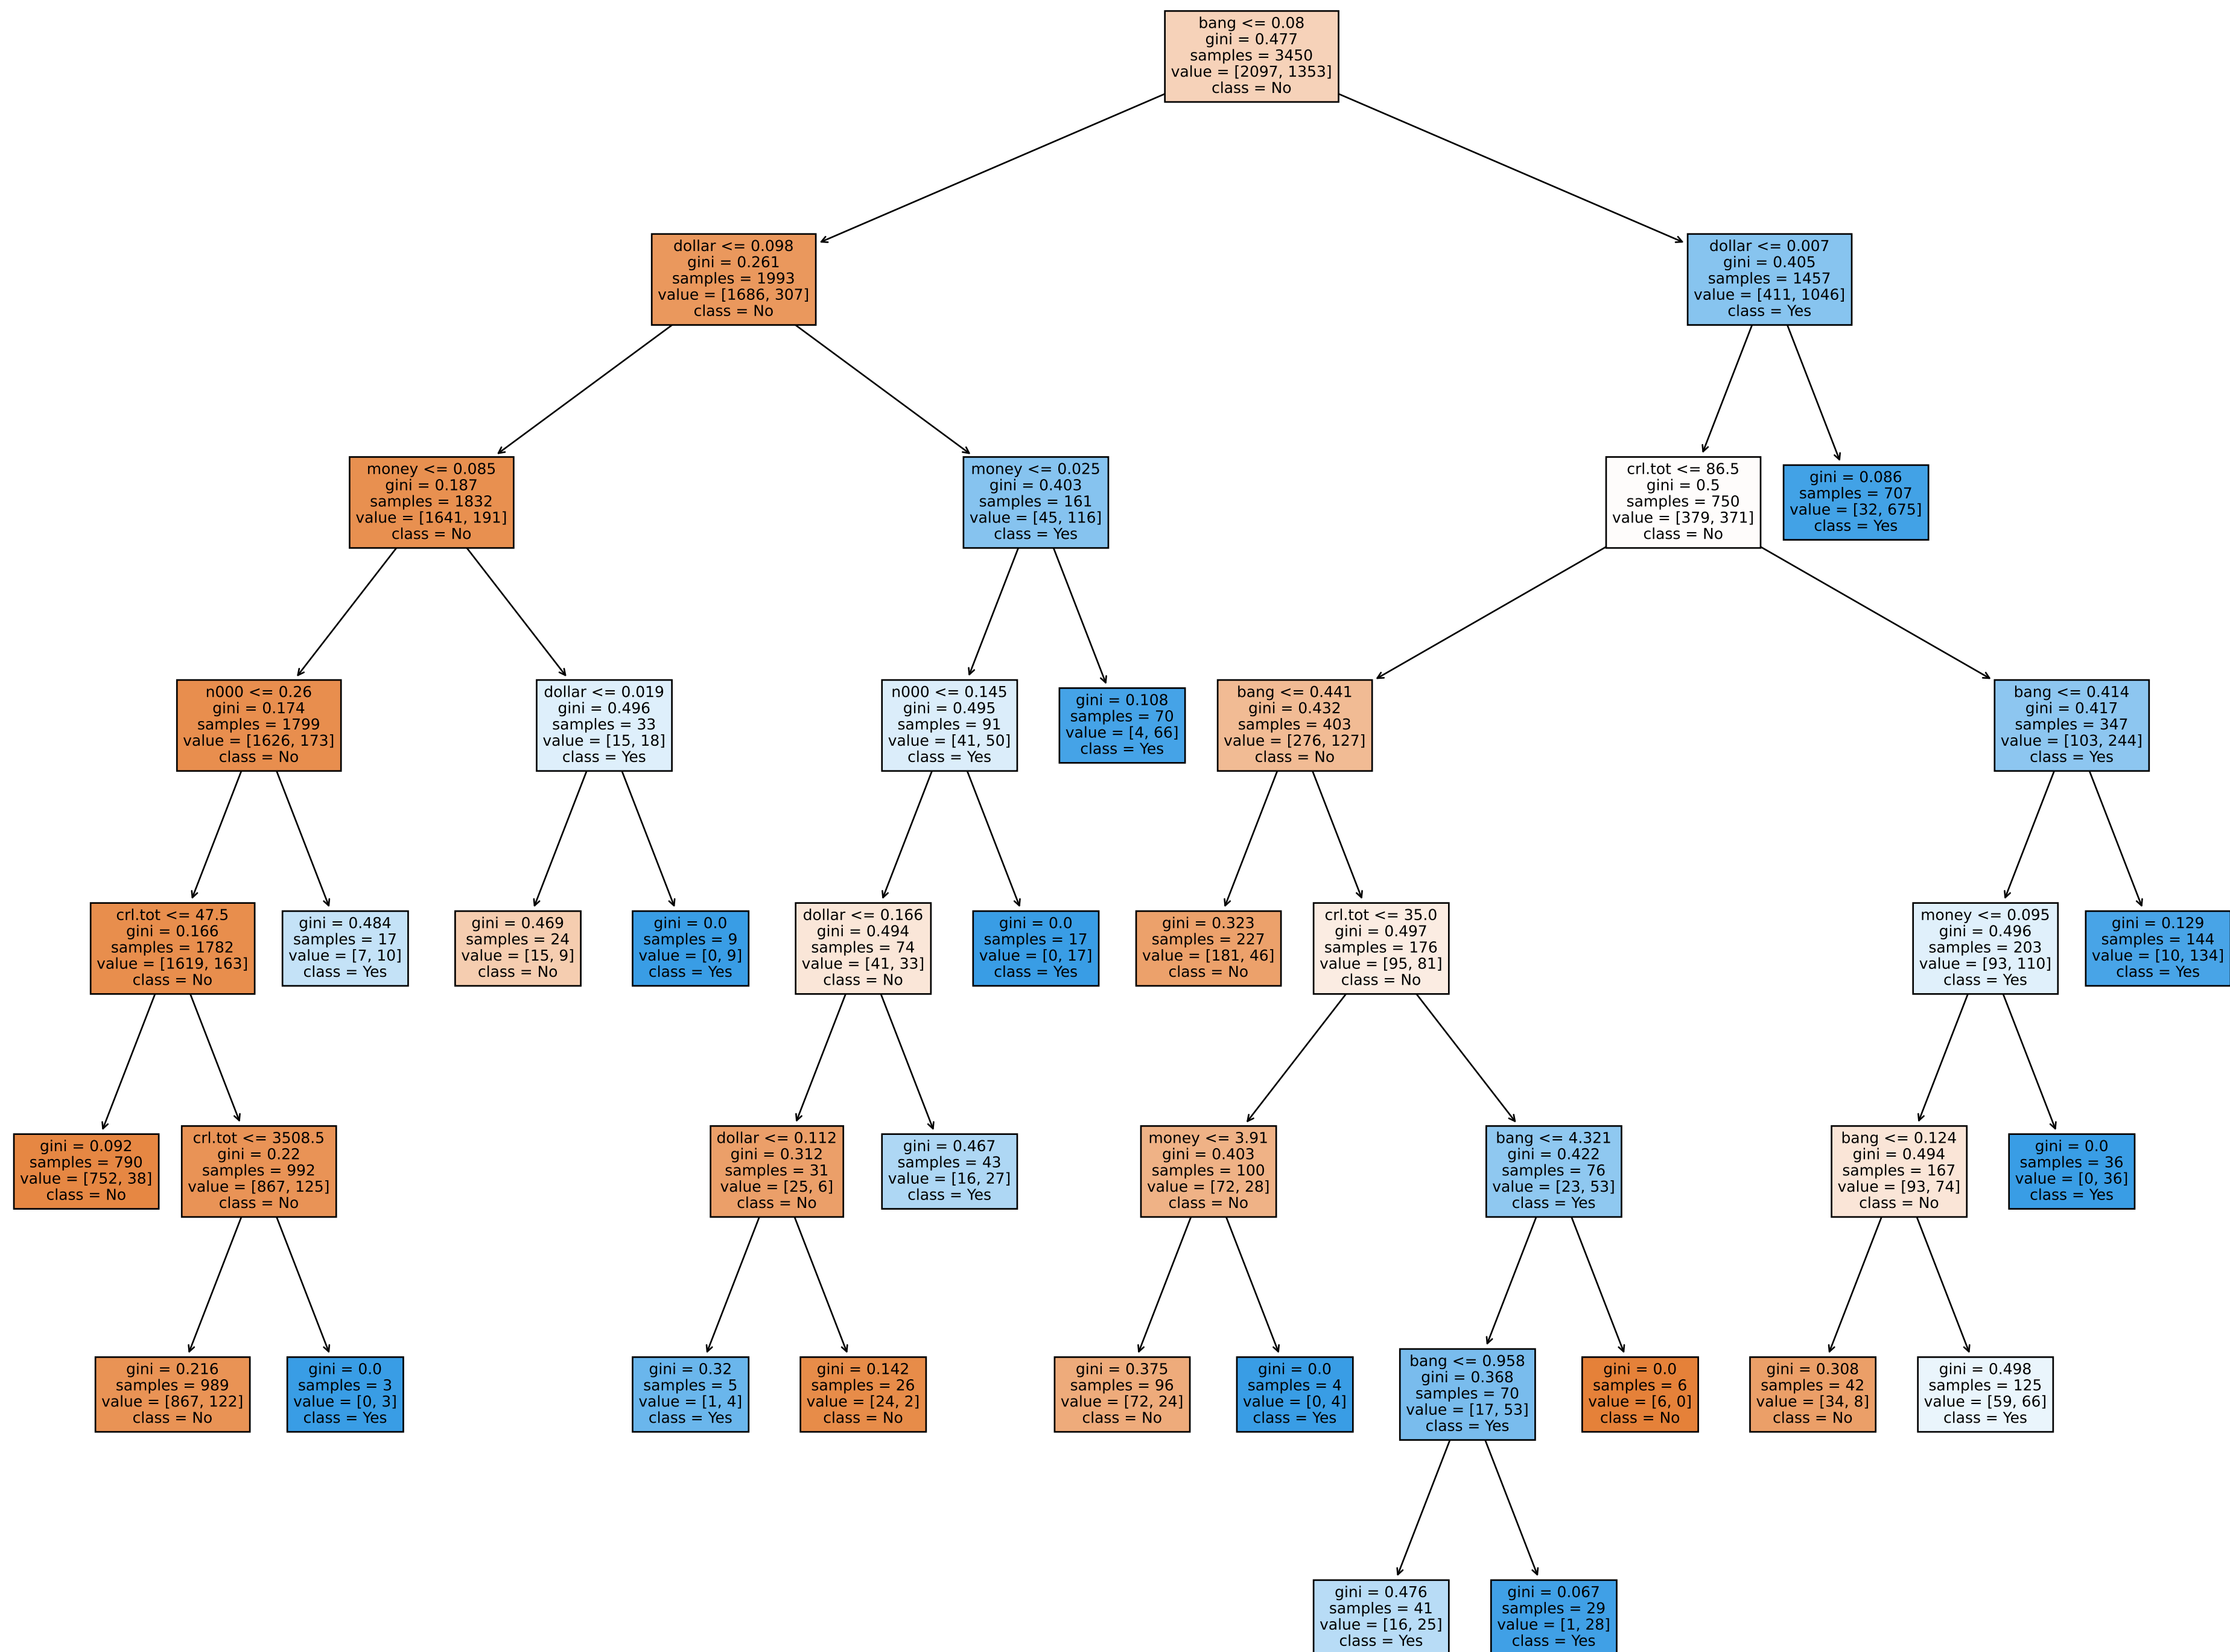 bang <= 0.08
gini = 0.477
samples = 3450
value = [2097, 1353]
class = No
dollar <= 0.098
gini = 0.261
samples = 1993
value = [1686, 307]
class = No
dollar <= 0.007
gini = 0.405
samples = 1457
value = [411, 1046]
class = Yes
money <= 0.085
gini = 0.187
samples = 1832
value = [1641, 191]
class = No
money <= 0.025
gini = 0.403
samples = 161
value = [45, 116]
class = Yes
crl.tot <= 86.5
gini = 0.5
samples = 750
value = [379, 371]
class = No
gini = 0.086
samples = 707
value = [32, 675]
class = Yes
n000 <= 0.26
gini = 0.174
samples = 1799
value = [1626, 173]
class = No
dollar <= 0.019
gini = 0.496
samples = 33
value = [15, 18]
class = Yes
n000 <= 0.145
gini = 0.495
samples = 91
value = [41, 50]
class = Yes
gini = 0.108
samples = 70
value = [4, 66]
class = Yes
bang <= 0.441
gini = 0.432
samples = 403
value = [276, 127]
class = No
bang <= 0.414
gini = 0.417
samples = 347
value = [103, 244]
class = Yes
crl.tot <= 47.5
gini = 0.166
samples = 1782
value = [1619, 163]
class = No
gini = 0.484
samples = 17
value = [7, 10]
class = Yes
gini = 0.469
samples = 24
value = [15, 9]
class = No
gini = 0.0
samples = 9
value = [0, 9]
class = Yes
dollar <= 0.166
gini = 0.494
samples = 74
value = [41, 33]
class = No
gini = 0.0
samples = 17
value = [0, 17]
class = Yes
gini = 0.323
samples = 227
value = [181, 46]
class = No
crl.tot <= 35.0
gini = 0.497
samples = 176
value = [95, 81]
class = No
money <= 0.095
gini = 0.496
samples = 203
value = [93, 110]
class = Yes
gini = 0.129
samples = 144
value = [10, 134]
class = Yes
gini = 0.092
samples = 790
value = [752, 38]
class = No
crl.tot <= 3508.5
gini = 0.22
samples = 992
value = [867, 125]
class = No
dollar <= 0.112
gini = 0.312
samples = 31
value = [25, 6]
class = No
gini = 0.467
samples = 43
value = [16, 27]
class = Yes
money <= 3.91
gini = 0.403
samples = 100
value = [72, 28]
class = No
bang <= 4.321
gini = 0.422
samples = 76
value = [23, 53]
class = Yes
bang <= 0.124
gini = 0.494
samples = 167
value = [93, 74]
class = No
gini = 0.0
samples = 36
value = [0, 36]
class = Yes
gini = 0.216
samples = 989
value = [867, 122]
class = No
gini = 0.0
samples = 3
value = [0, 3]
class = Yes
gini = 0.32
samples = 5
value = [1, 4]
class = Yes
gini = 0.142
samples = 26
value = [24, 2]
class = No
gini = 0.375
samples = 96
value = [72, 24]
class = No
gini = 0.0
samples = 4
value = [0, 4]
class = Yes
bang <= 0.958
gini = 0.368
samples = 70
value = [17, 53]
class = Yes
gini = 0.0
samples = 6
value = [6, 0]
class = No
gini = 0.308
samples = 42
value = [34, 8]
class = No
gini = 0.498
samples = 125
value = [59, 66]
class = Yes
gini = 0.476
samples = 41
value = [16, 25]
class = Yes
gini = 0.067
samples = 29
value = [1, 28]
class = Yes